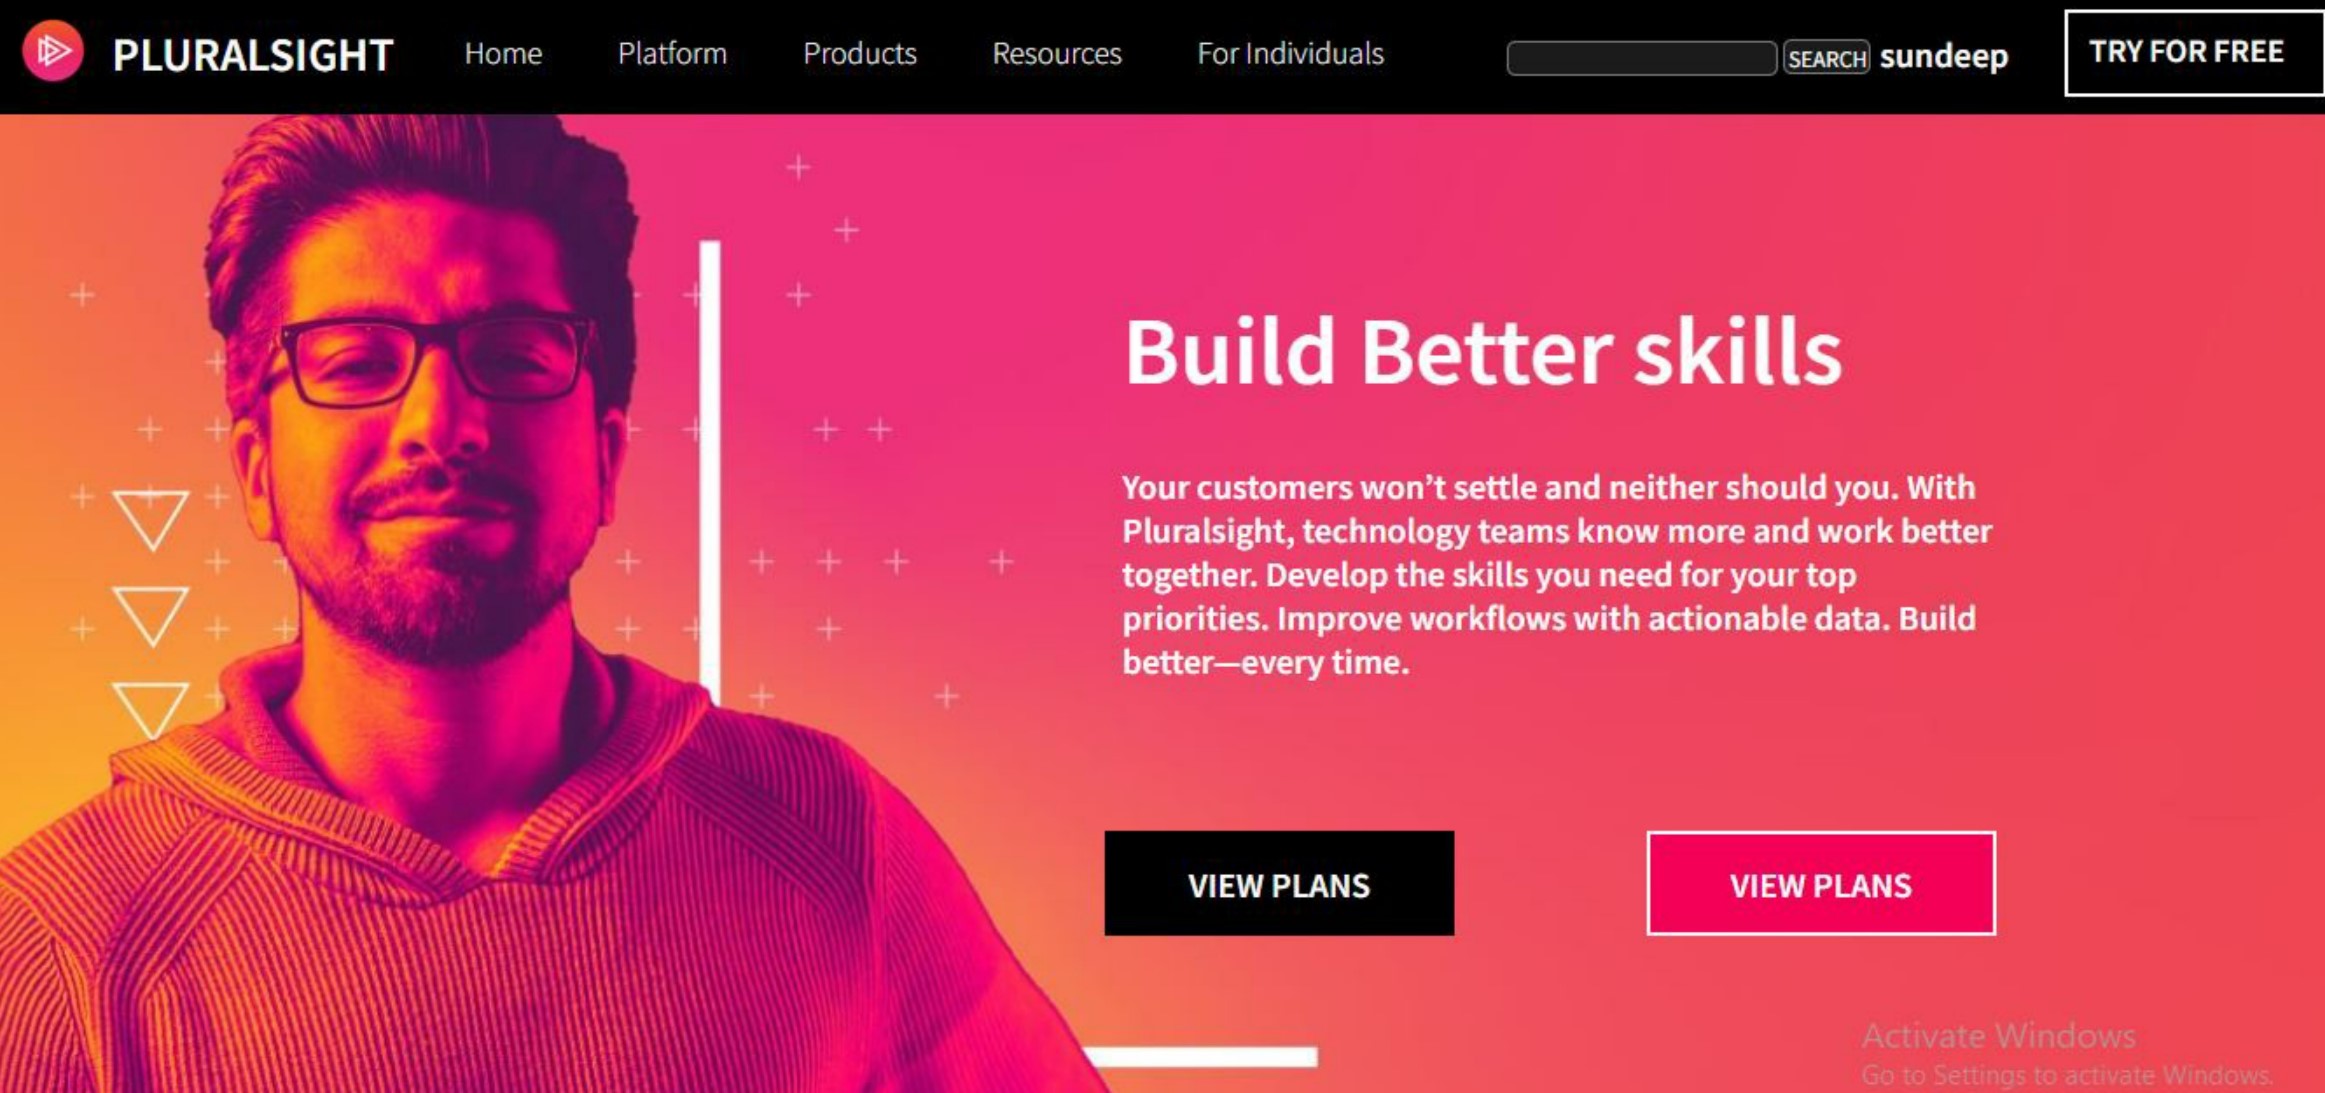 PLURALSIGHT Home Platform Products Resources For Individuals SEARCH sundeep TRY FOR FREE
Build Better skills
Your customers won’t settle and neither should you. With
Pluralsight, technology teams know more and work better
together. Develop the skills you need for your top
priorities. Improve workflows with actionable data. Build
better—every time.
VIEW PLANS VIEW PLANS
Activate Windows
Go to Settings to activate Windows.